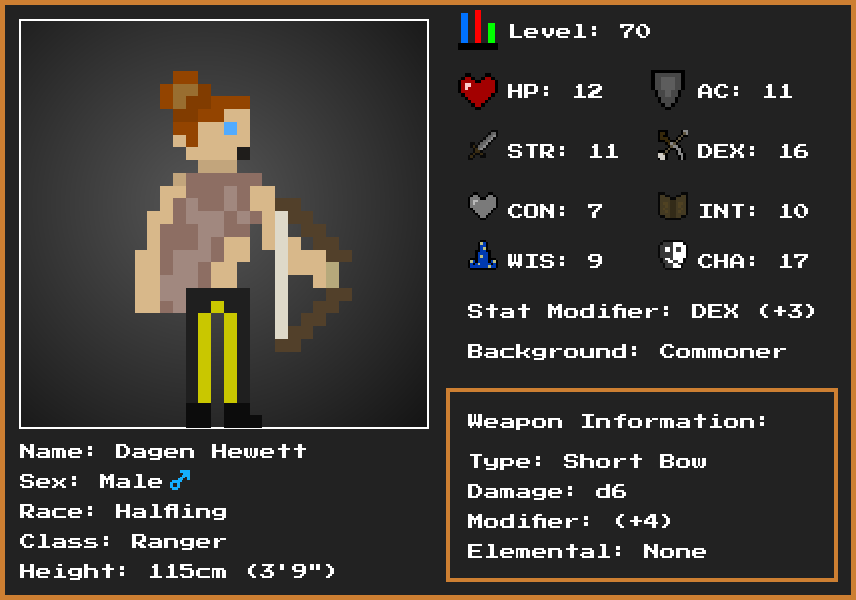 Level: 70
HP: 12
AC: 11
STR: 11
DEX: 16
CON: 7
INT: 10
WIS: 9
CHA: 17
Stat Modifier: DEX (+3)
Background: Commoner
Weapon Information:
Type: Short Bow
Damage: d6
Modifier: (+4)
Elemental: None
Name: Dagen Hewett
Sex: Male♂
Race: Halfling
Class: Ranger
Height: 115cm (3'9")